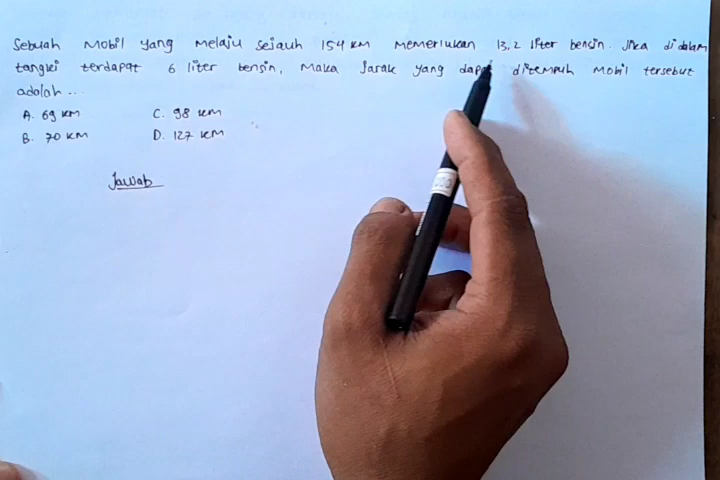 Sebuah Mobil yang Melaju Sejauh 154 KM Memerlukan 13,2 liter bensin. Jika di dalam
tangki terdapat 6 liter bensin, Maka Jarak yang ditempuh Mobil tersebut
adalah ...
A. 69 KM C. 98 KM
B. 70 KM D. 127 KM
Jawab